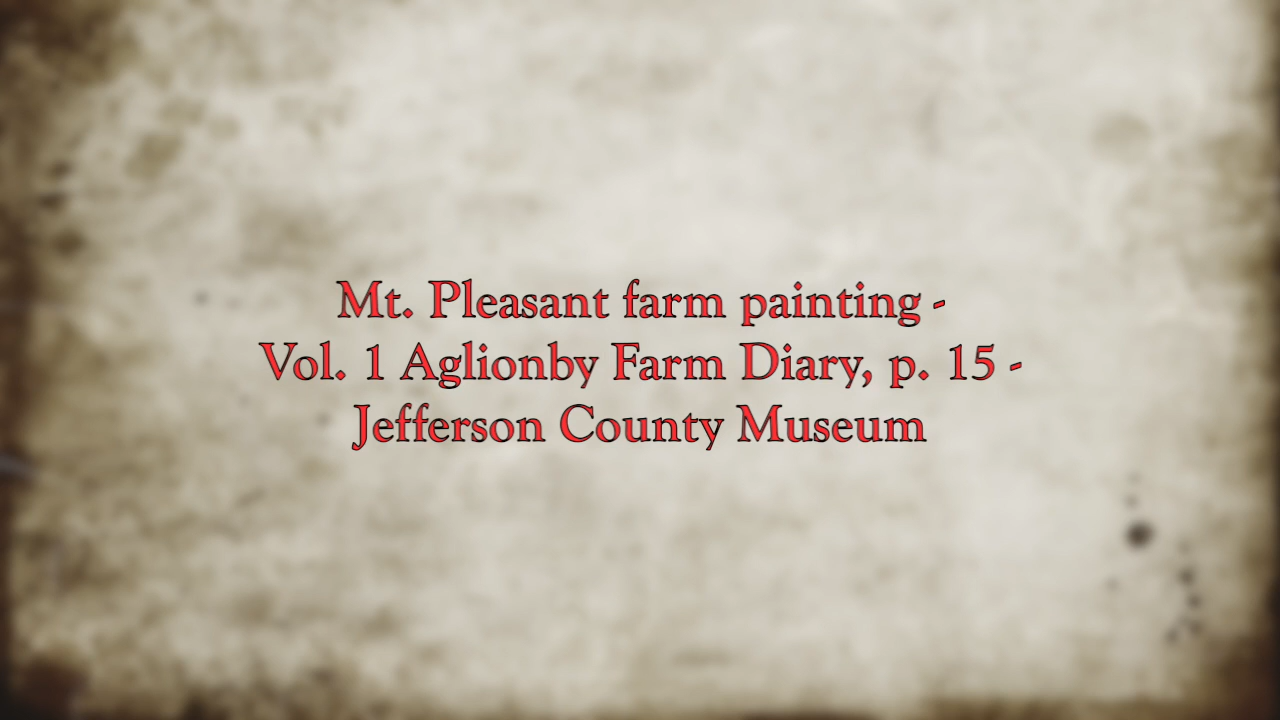 Mt. Pleasant farm painting -
Vol. 1 Aglionby Farm Diary, p. 15 -
Jefferson County Museum